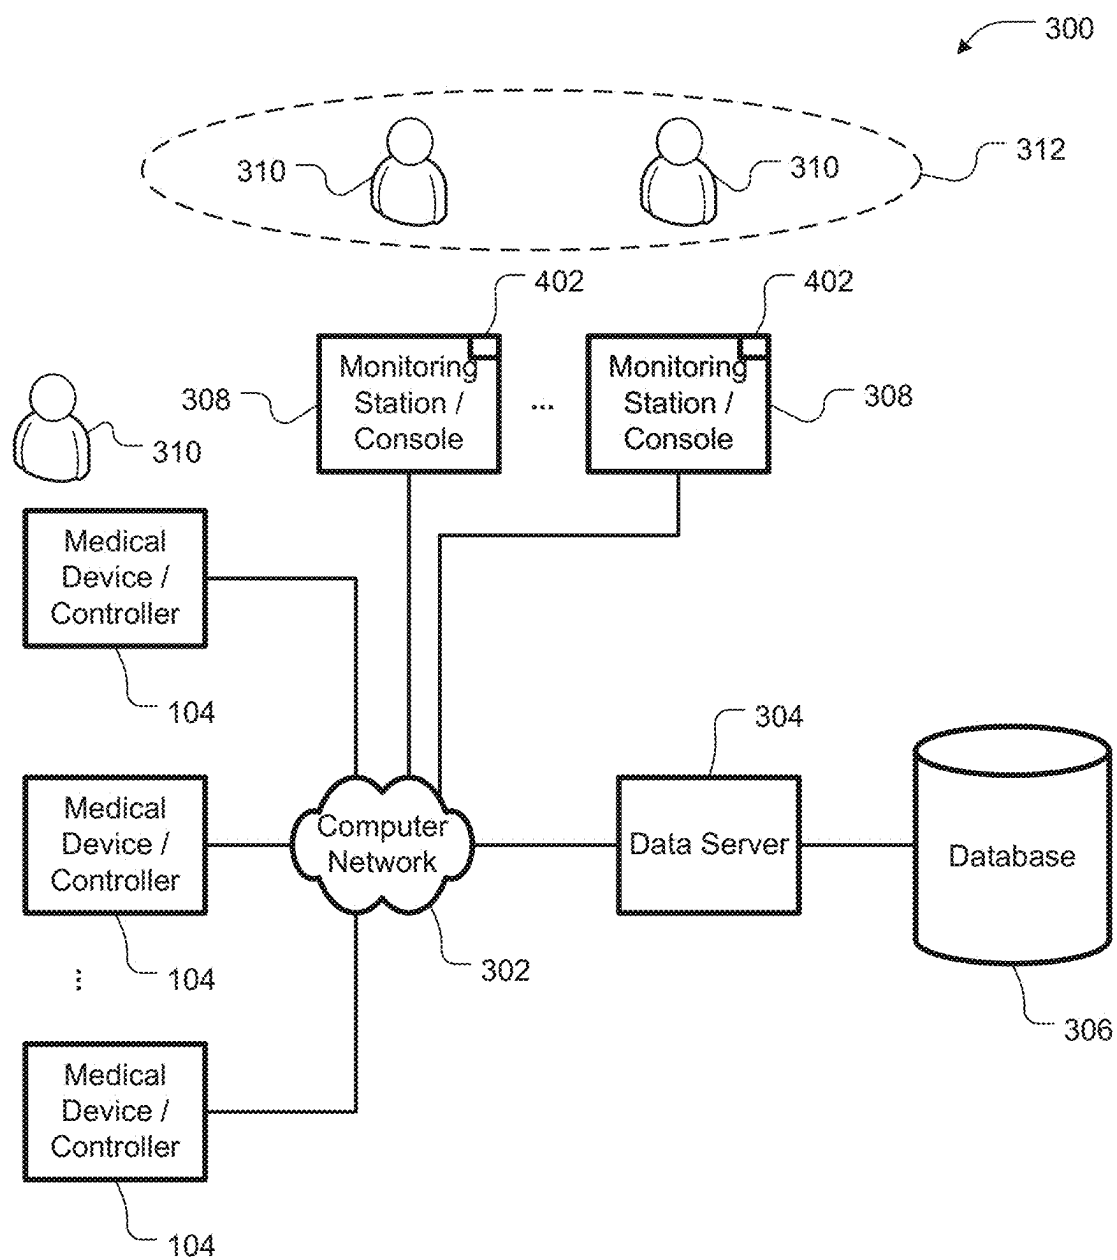 300
312
310
310
402
402
Monitoring
Station /
Console
...
Monitoring
Station /
Console
308
308
310
Medical
Device /
Controller
104
304
Medical
Device /
Controller
Computer
Network
Data Server
Database
302
104
...
306
Medical
Device /
Controller
104